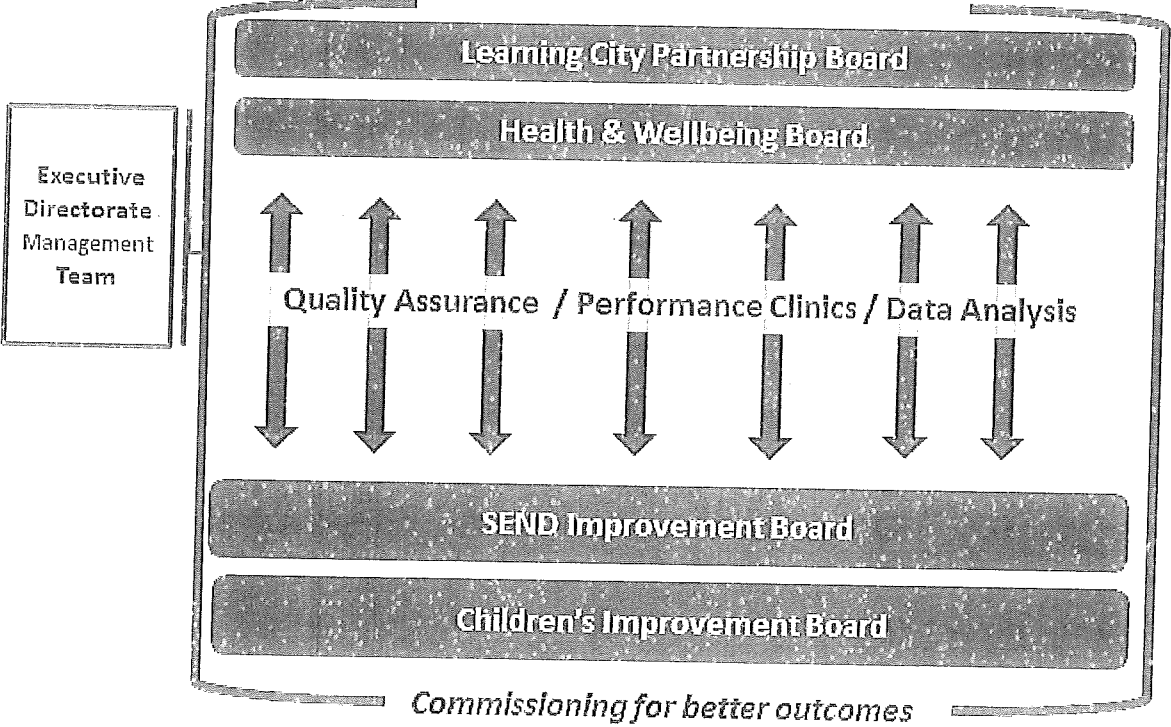 Learning City Partnership Board
Health & Wellbeing Board
Executive
Directorate
Management
Team
Quality Assurance / Performance Clinics / Data Analysis
SEND Improvement Board
Children's Improvement Board
Commissioning for better outcomes